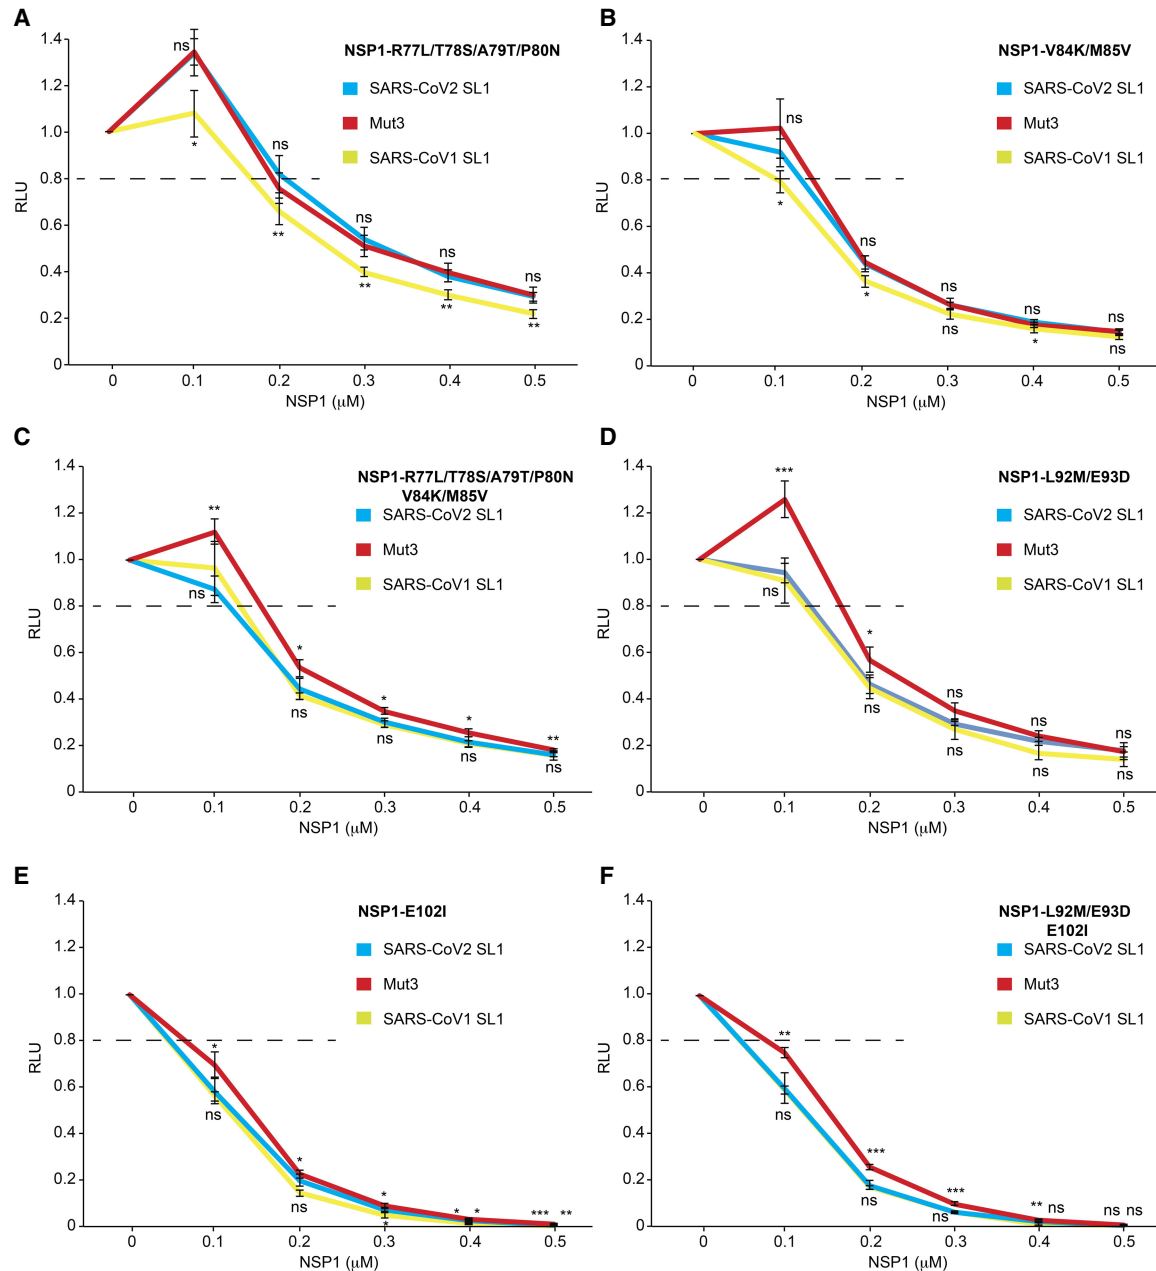 A
NSP1-R77L/T78S/A79T/P80N
SARS-CoV2 SL1
Mut3
SARS-CoV1 SL1
RLU
1.4
1.2
1.0
0.8
0.6
0.4
0.2
0
ns
*
ns
**
ns
**
ns
**
ns
**
0 0.1 0.2 0.3 0.4 0.5
NSP1 (μM)
B
NSP1-V84K/M85V
SARS-CoV2 SL1
Mut3
SARS-CoV1 SL1
RLU
1.4
1.2
1.0
0.8
0.6
0.4
0.2
0
ns
*
ns
*
ns
ns
ns
*
ns
ns
0 0.1 0.2 0.3 0.4 0.5
NSP1 (μM)
C
NSP1-R77L/T78S/A79T/P80N
V84K/M85V
SARS-CoV2 SL1
Mut3
SARS-CoV1 SL1
RLU
1.4
1.2
1.0
0.8
0.6
0.4
0.2
0
**
ns
*
ns
*
ns
*
ns
**
ns
0 0.1 0.2 0.3 0.4 0.5
NSP1 (μM)
D
NSP1-L92M/E93D
SARS-CoV2 SL1
Mut3
SARS-CoV1 SL1
RLU
1.4
1.2
1.0
0.8
0.6
0.4
0.2
0
***
ns
*
ns
ns
ns
ns
ns
ns
ns
0 0.1 0.2 0.3 0.4 0.5
NSP1 (μM)
E
NSP1-E102I
SARS-CoV2 SL1
Mut3
SARS-CoV1 SL1
RLU
1.4
1.2
1.0
0.8
0.6
0.4
0.2
0
*
ns
*
ns
*
*
* *
*** **
0 0.1 0.2 0.3 0.4 0.5
NSP1 (μM)
F
NSP1-L92M/E93D
E102I
SARS-CoV2 SL1
Mut3
SARS-CoV1 SL1
RLU
1.4
1.2
1.0
0.8
0.6
0.4
0.2
0
**
ns
***
ns
***
ns
** ns
ns ns
0 0.1 0.2 0.3 0.4 0.5
NSP1 (μM)